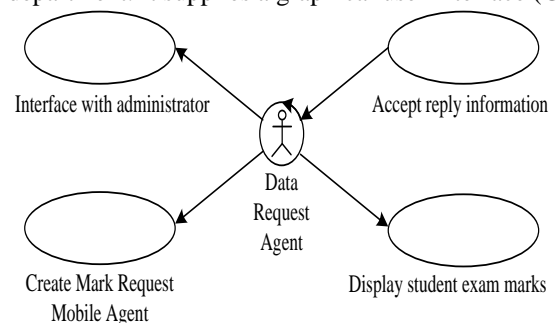 Interface with administrator
Accept reply information
Data
Request
Agent
Create Mark Request
Mobile Agent
Display student exam marks